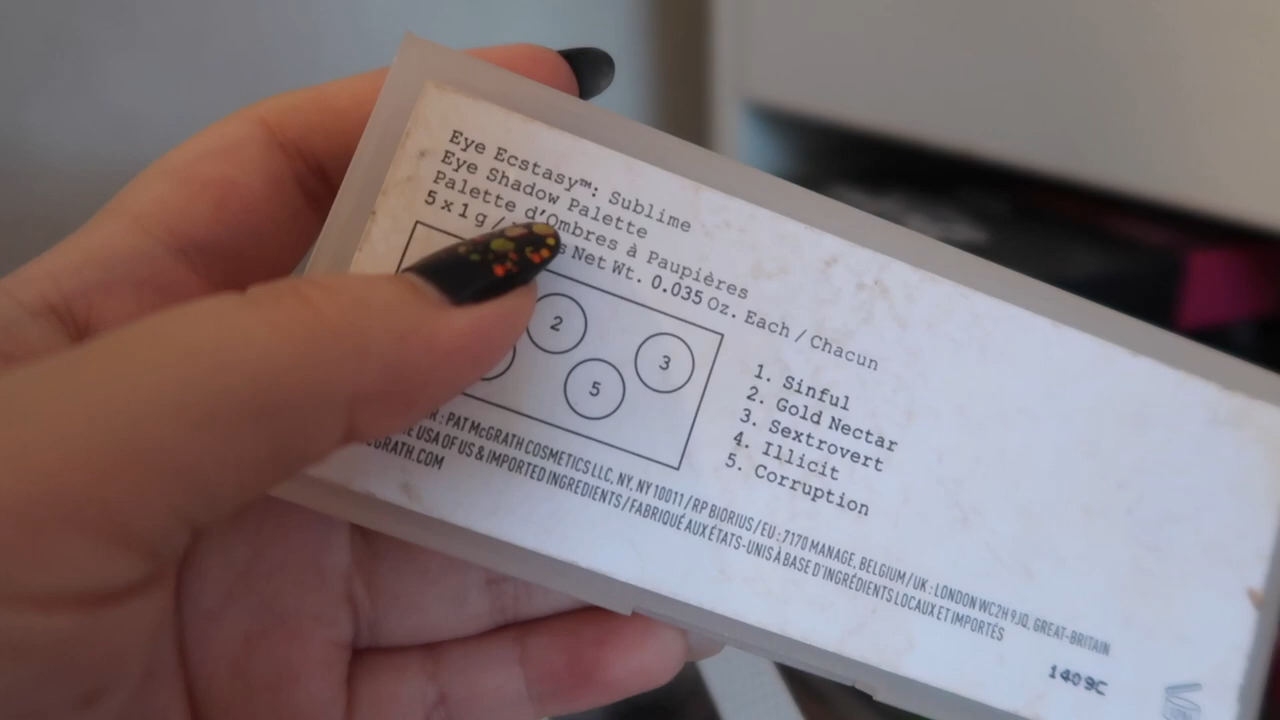 Eye Ecstasy™: Sublime
Eye Shadow Palette
Palette d'Ombres à Paupières
5 x 1 g / Net Wt. 0.035 Oz. Each / Chacun
2
3
5
1. Sinful
2. Gold Nectar
3. Sextrovert
4. Illicit
5. Corruption
: PAT McGRATH COSMETICS LLC, NY, NY 10011 / RP BIORIUS / EU : 7170 MANAGE, BELGIUM / UK : LONDON WC2H 9JQ, GREAT-BRITAIN
USA OF US & IMPORTED INGREDIENTS / FABRIQUÉ AUX ÉTATS-UNIS À BASE D'INGRÉDIENTS LOCAUX ET IMPORTÉS
GRATH.COM
1409C